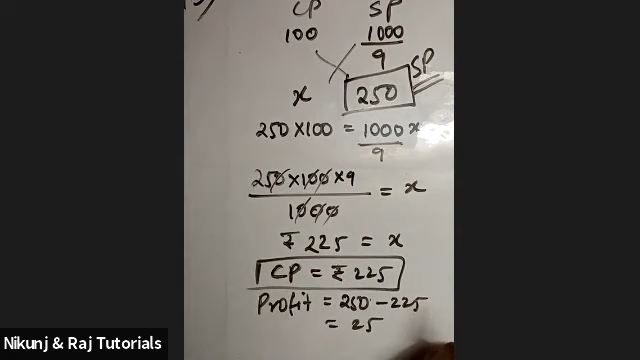 CP SP
100 1000/9
x 250 SP
250 × 100 = 1000/9 x
250 × 100 × 9 / 1000 = x
₹ 225 = x
CP = ₹ 225
Profit = 250 - 225
= 25
Nikunj & Raj Tutorials